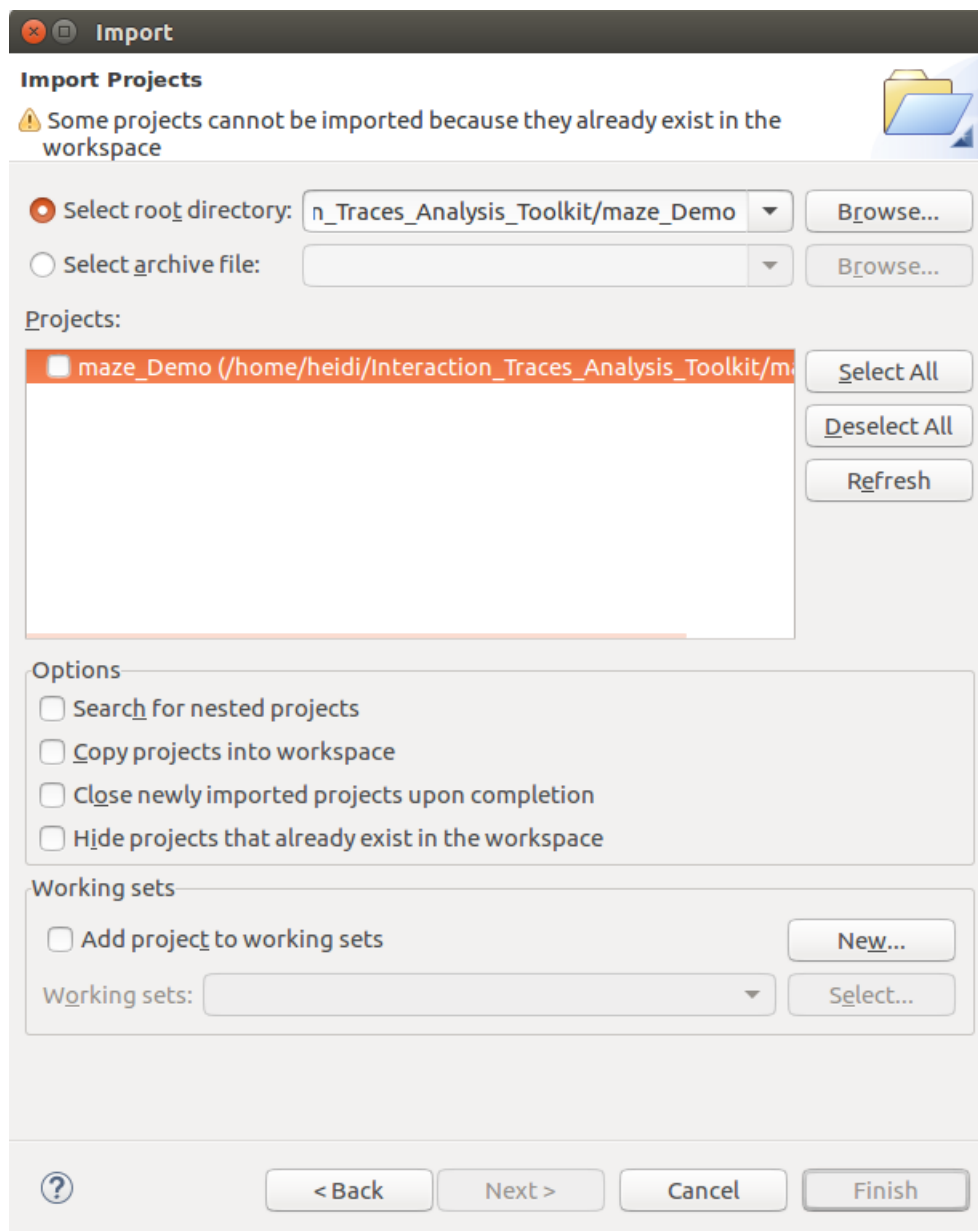 Import
Import Projects
Some projects cannot be imported because they already exist in the
workspace
Select root directory: n_Traces_Analysis_Toolkit/maze_Demo Browse...
Select archive file: Browse...
Projects:
maze_Demo (/home/heidi/Interaction_Traces_Analysis_Toolkit/ma
Select All
Deselect All
Refresh
Options
Search for nested projects
Copy projects into workspace
Close newly imported projects upon completion
Hide projects that already exist in the workspace
Working sets
Add project to working sets New...
Working sets: Select...
? < Back Next > Cancel Finish